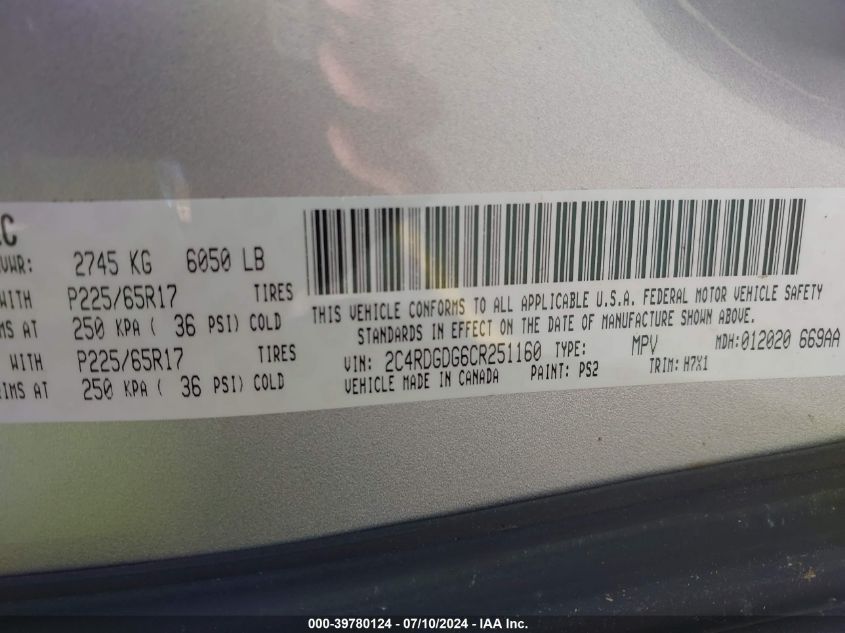 LC
VWR: 2745 KG 6050 LB
WITH P225/65R17 TIRES
MS AT 250 KPA ( 36 PSI) COLD
WITH P225/65R17 TIRES
IMS AT 250 KPA ( 36 PSI) COLD
THIS VEHICLE CONFORMS TO ALL APPLICABLE U.S.A. FEDERAL MOTOR VEHICLE SAFETY
STANDARDS IN EFFECT ON THE DATE OF MANUFACTURE SHOWN ABOVE.
VIN: 2C4RDGDG6CR251160 TYPE: MPV MDH:012020 669AA
VEHICLE MADE IN CANADA PAINT: PS2 TRIM: H7X1
000-39780124 / 07/10/2024 - IAA Inc.